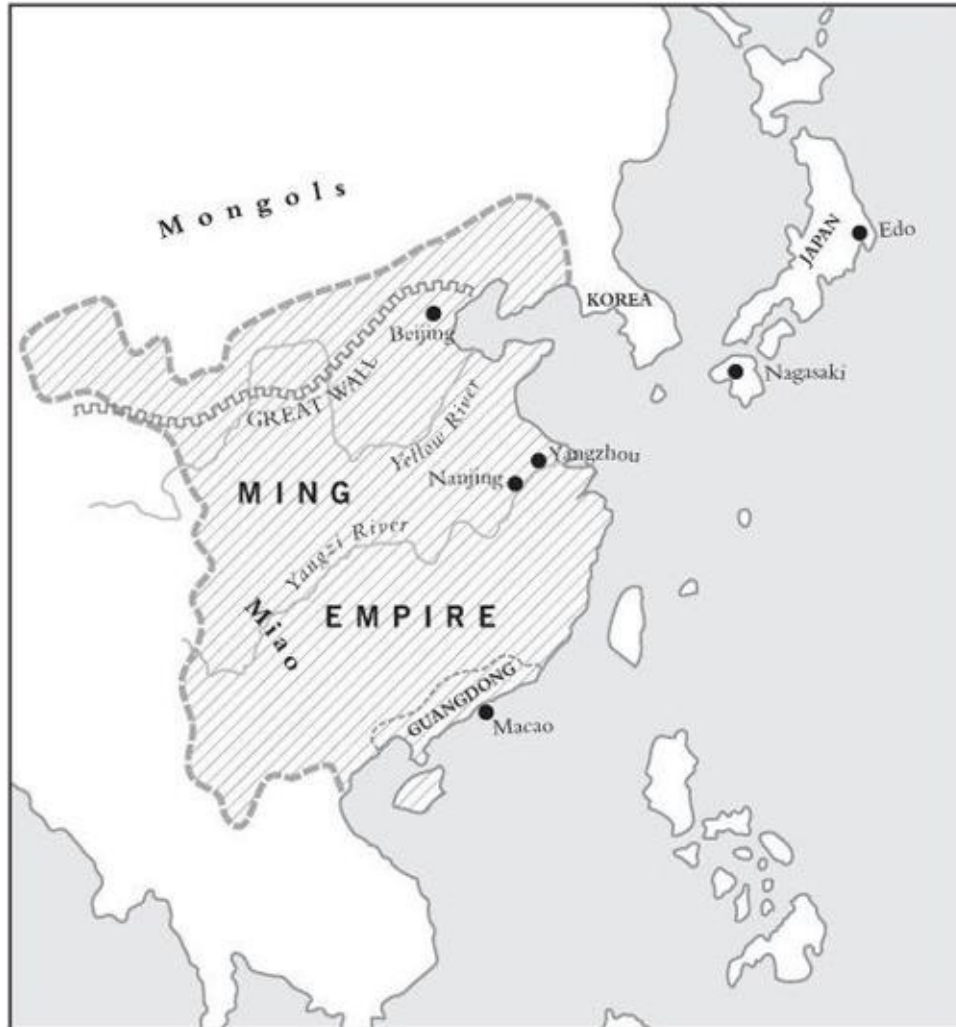 Mongols
Edo
JAPAN
KOREA
Beijing
Nagasaki
GREAT WALL
Yellow River
Yangzhou
Nanjing
MING
Yangzi River
Miao
EMPIRE
GUANGDONG
Macao